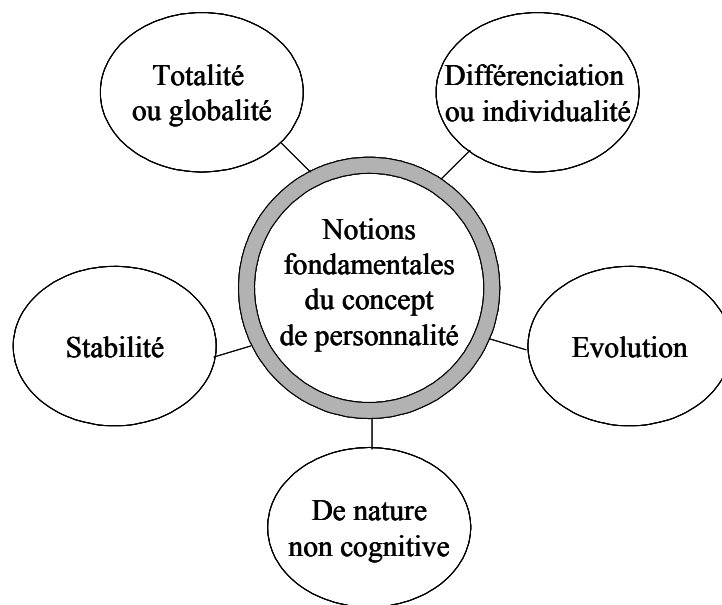 Totalité
ou globalité
Différenciation
ou individualité
Notions
fondamentales
du concept
de personnalité
Stabilité
Evolution
De nature
non cognitive